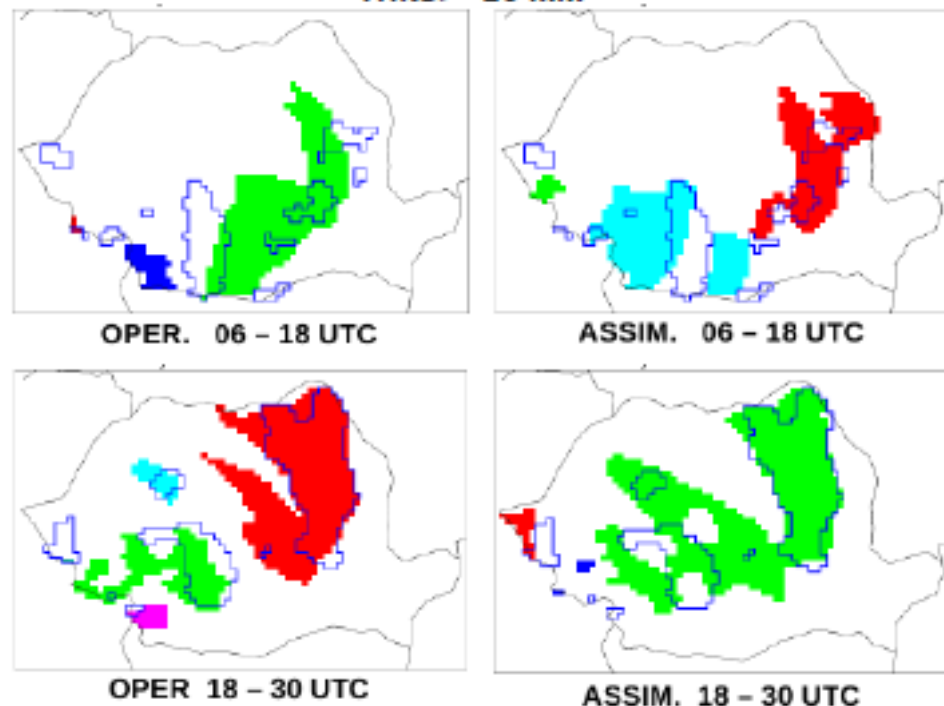 OPER. 06 – 18 UTC
ASSIM. 06 – 18 UTC
OPER 18 – 30 UTC
ASSIM. 18 – 30 UTC